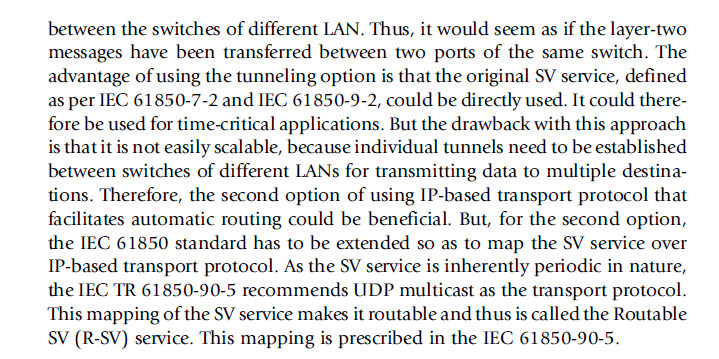 between the switches of different LAN. Thus, it would seem as if the layer-two
messages have been transferred between two ports of the same switch. The
advantage of using the tunneling option is that the original SV service, defined
as per IEC 61850-7-2 and IEC 61850-9-2, could be directly used. It could there-
fore be used for time-critical applications. But the drawback with this approach
is that it is not easily scalable, because individual tunnels need to be established
between switches of different LANs for transmitting data to multiple destina-
tions. Therefore, the second option of using IP-based transport protocol that
facilitates automatic routing could be beneficial. But, for the second option,
the IEC 61850 standard has to be extended so as to map the SV service over
IP-based transport protocol. As the SV service is inherently periodic in nature,
the IEC TR 61850-90-5 recommends UDP multicast as the transport protocol.
This mapping of the SV service makes it routable and thus is called the Routable
SV (R-SV) service. This mapping is prescribed in the IEC 61850-90-5.